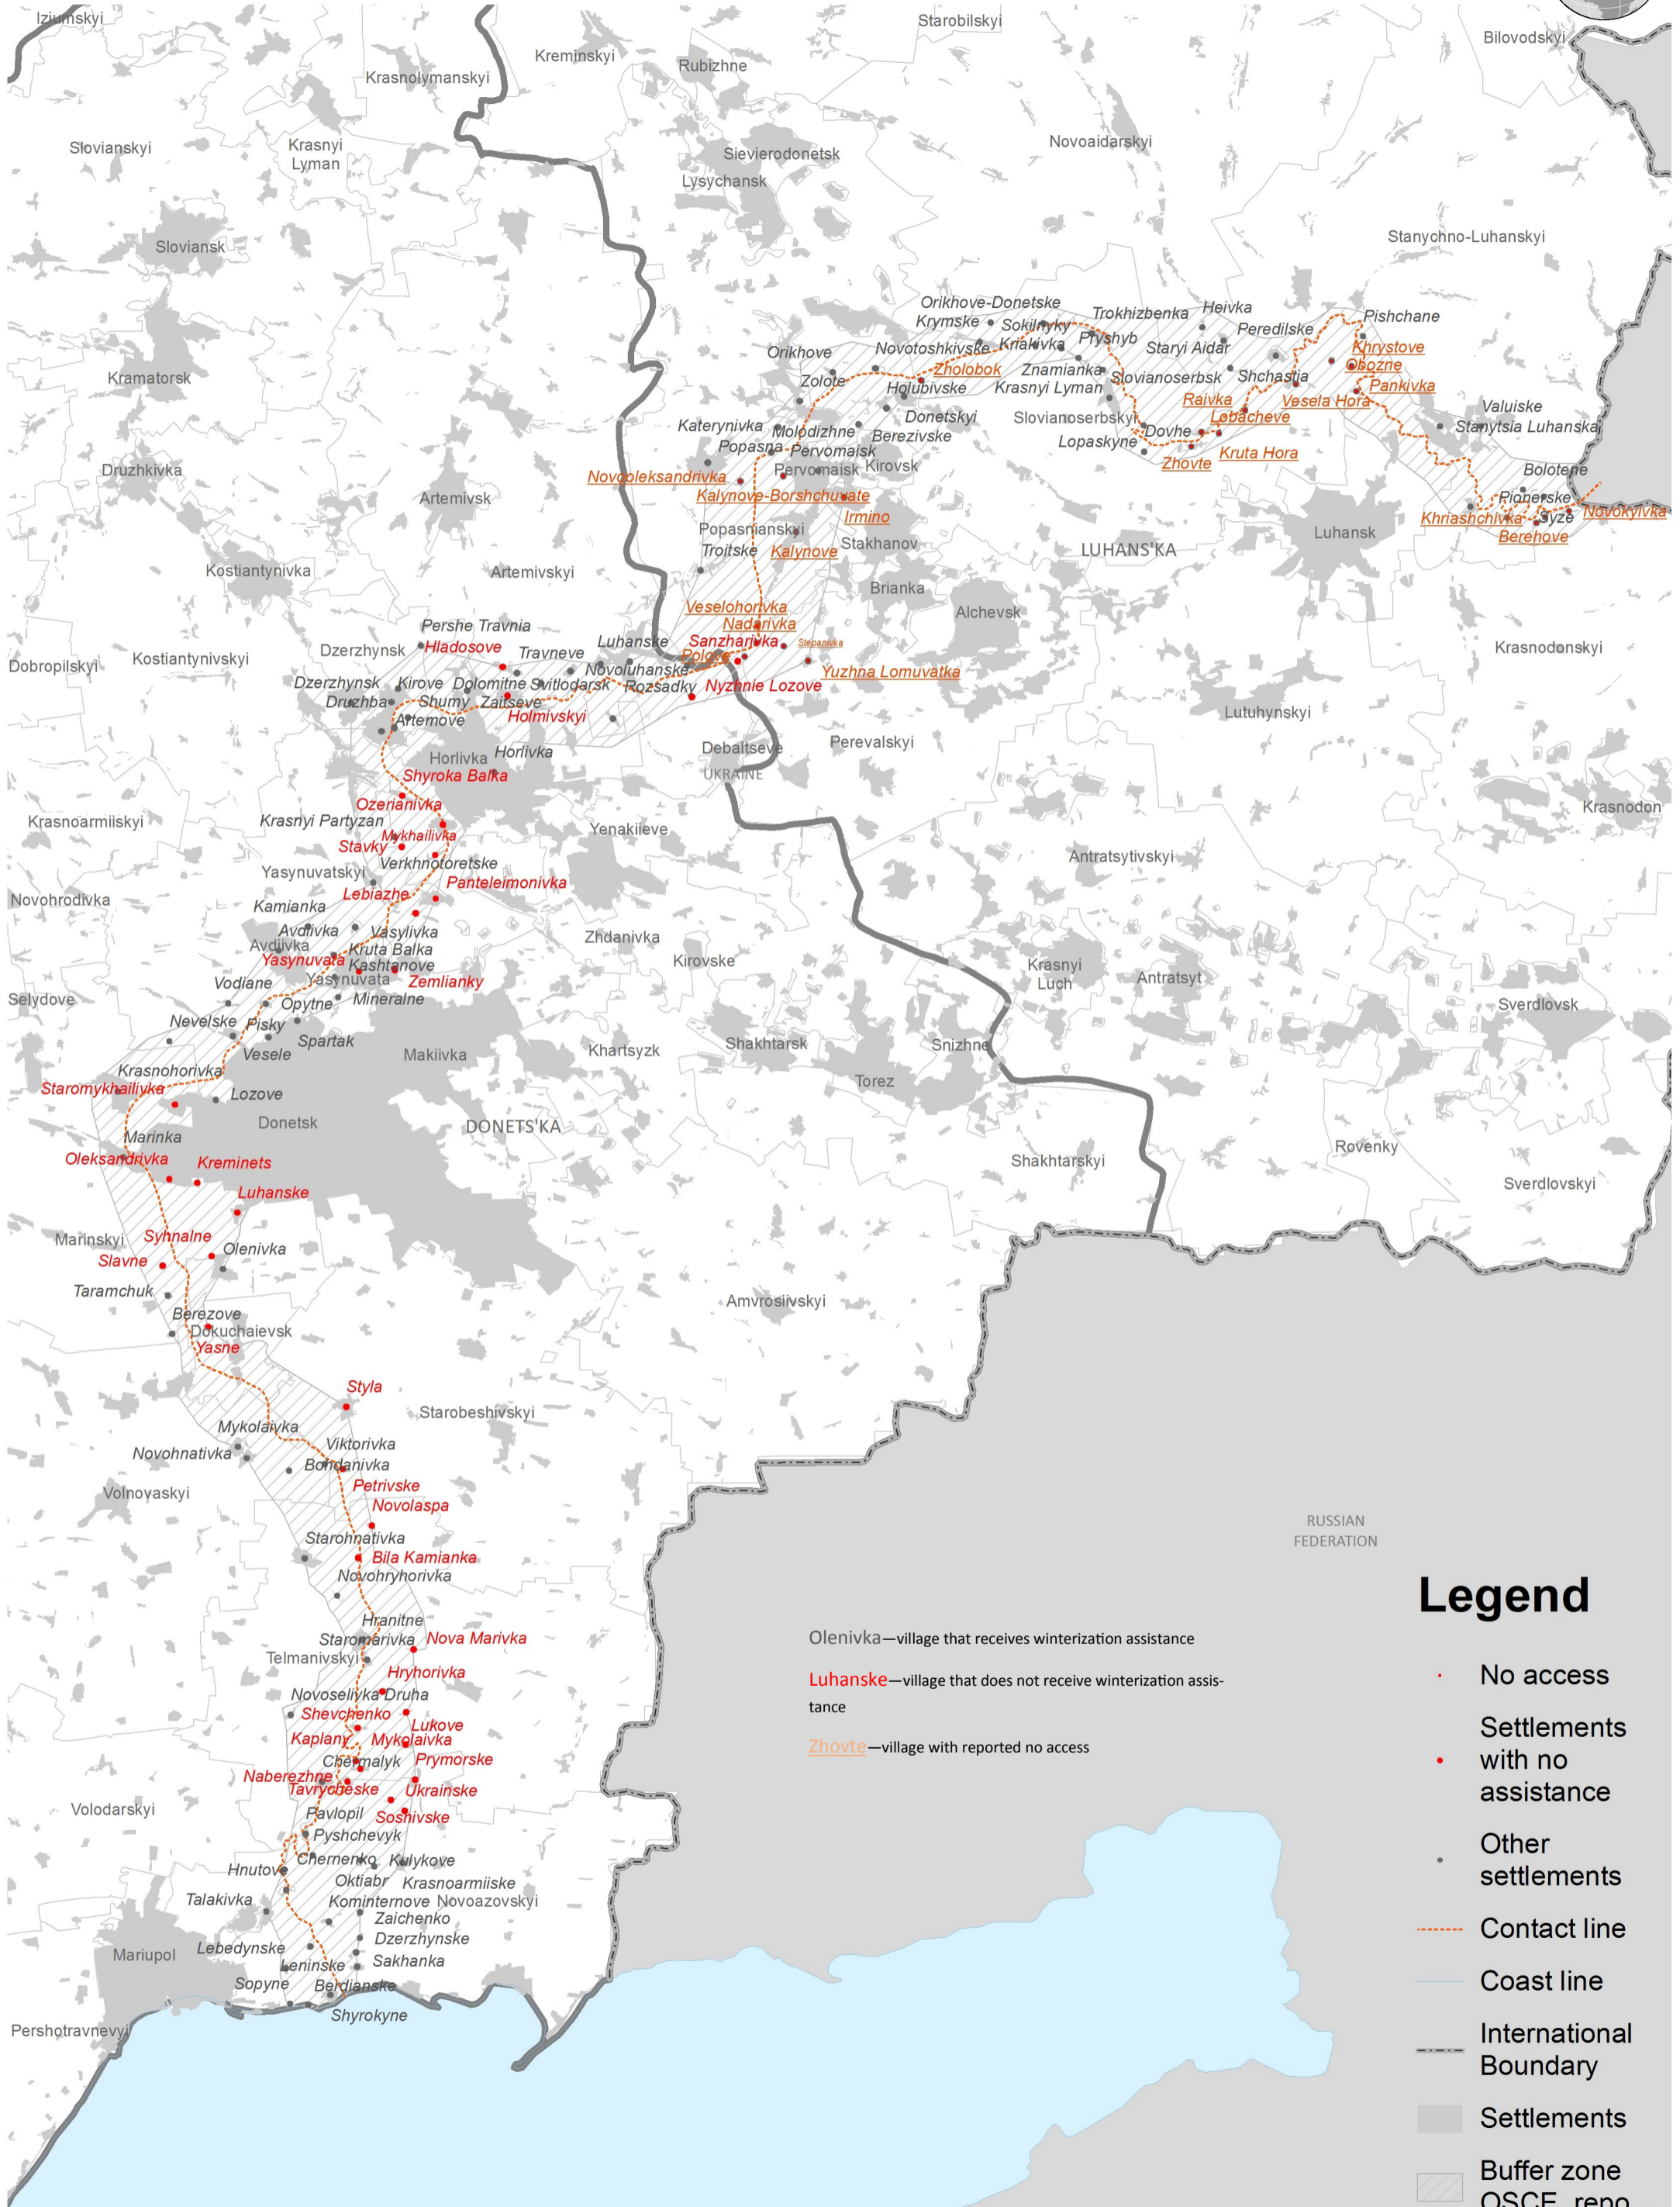 Iziumskyi
Starobilskyi
Bilovodskyi
Kreminskyi
Rubizhne
Krasnolymanskyi
Slovianskyi
Krasnyi
Lyman
Sievierodonetsk
Lysychansk
Novoaidarskyi
Sloviansk
Stanychno-Luhanskyi
Kramatorsk
Orikhove-Donetske
Krymske
Sokilnyky
Trokhizbenka
Heivka
Pishchane
Peredilske
Orikhove
Novotoshkivske
Kriakivka
Pryshyb
Staryi Aidar
Khrystove
Obozne
Zolote
Zholobok
Znamianka
Slovianoserbsk
Shchastia
Pankivka
Holubivske
Krasnyi Lyman
Raivka
Vesela Hora
Valuiske
Donetskyi
Slovianoserbskyi
Lobacheve
Stanytsia Luhanska
Katerynivka
Molodizhne
Berezivske
Lopaskyne
Dovhe
Popasna
Pervomaisk
Kruta Hora
Zhovte
Druzhkivka
Pervomaisk
Kirovsk
Bolotene
Novooleksandrivka
Artemivsk
Kalynove-Borshchuvate
Pionerske
Irmino
Khriashchivka
Syze
Novokyivka
Popasnianskyi
Luhansk
Berehove
Troitske
Kalynove
Stakhanov
LUHANS'KA
Kostiantynivka
Artemivskyi
Brianka
Alchevsk
Veselohorivka
Nadarivka
Pershe Travnia
Dzerzhynsk
Hladosove
Luhanske
Sanzharivka
Stepanivka
Krasnodonskyi
Dobropilskyi
Kostiantynivskyi
Travneve
Polove
Novoluhanske
Yuzhna Lomuvatka
Dzerzhynsk
Kirove
Dolomitne
Svitlodarsk
Rozsadky
Nyzhnie Lozove
Druzhba
Shumy
Zaitseve
Artemove
Holmivskyi
Lutuhynskyi
Horlivka
Horlivka
Debaltseve
Perevalskyi
UKRAINE
Shyroka Balka
Ozerianivka
Krasnodon
Krasnoarmiiskyi
Krasnyi Partyzan
Mykhailivka
Yenakiieve
Stavky
Verkhnotoretske
Antratsytivskyi
Yasynuvatskyi
Panteleimonivka
Lebiazhe
Novohrodivka
Kamianka
Avdiivka
Vasylivka
Avdiivka
Zhdanivka
Kruta Balka
Yasynuvata
Kashtanove
Kirovske
Krasnyi
Luch
Antratsyt
Vodiane
Yasynuvata
Zemlianky
Selydove
Opytne
Mineralne
Sverdlovsk
Nevelske
Pisky
Spartak
Vesele
Makiivka
Khartsyzk
Shakhtarsk
Snizhne
Krasnohorivka
Torez
Staromykhailivka
Lozove
Donetsk
DONETS'KA
Marinka
Rovenky
Oleksandrivka
Kreminets
Shakhtarskyi
Luhanske
Sverdlovskyi
Marinskyi
Syhnalne
Olenivka
Slavne
Taramchuk
Amvrosiivskyi
Berezove
Dokuchaievsk
Yasne
Styla
Starobeshivskyi
Mykolaivka
Viktorivka
Novohnativka
Bohdanivka
Petrivske
Volnovaskyi
Novolaspa
RUSSIAN
FEDERATION
Starohnativka
Bila Kamianka
Novohryhorivka
Hranitne
Staromarivka
Nova Marivka
Telmanivskyi
Hryhorivka
Novoselivka Druha
Shevchenko
Lukove
Kaplany
Mykolaivka
Chermalyk
Prymorske
Naberezhne
Tavrycheske
Ukrainske
Volodarskyi
Pavlopil
Soshivske
Pyshchevyk
Chernenko
Kulykove
Hnutove
Oktiabr
Krasnoarmiiske
Talakivka
Kominternove
Novoazovskyi
Zaichenko
Dzerzhynske
Mariupol
Lebedynske
Leninske
Sakhanka
Sopyne
Berdianske
Shyrokyne
Pershotravnevyi
Olenivka—village that receives winterization assistance
Luhanske—village that does not receive winterization assis-
tance
Zhovte—village with reported no access
Legend
No access
Settlements
with no
assistance
Other
settlements
Contact line
Coast line
International
Boundary
Settlements
Buffer zone
OSCE_repo